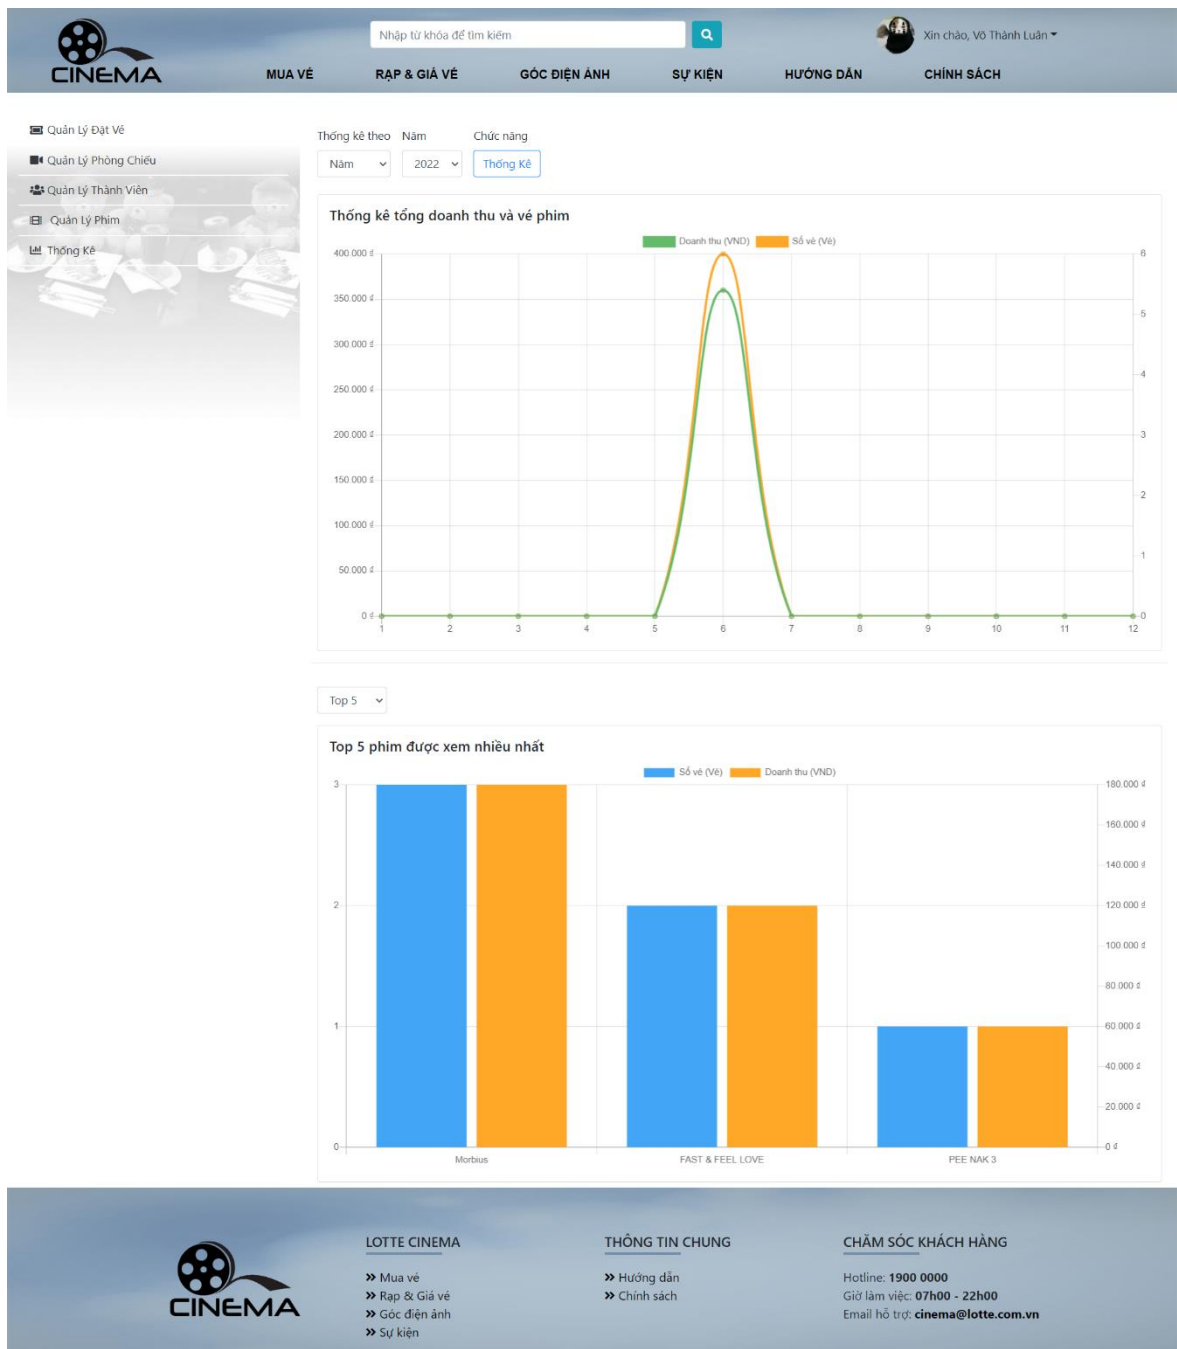 CINEMA
Nhập từ khóa để tìm kiếm
Xin chào, Võ Thành Luân
MUA VÉ RẠP & GIÁ VÉ GÓC ĐIỆN ẢNH SỰ KIỆN HƯỚNG DẪN CHÍNH SÁCH
Quản Lý Đặt Vé
Quản Lý Phòng Chiếu
Quản Lý Thành Viên
Quản Lý Phim
Thống Kê
Thống kê theo Năm Chức năng
Năm 2022 Thống Kê
Thống kê tổng doanh thu và vé phim
Doanh thu (VND) Số vé (Vé)
400.000 ₫ 6
350.000 ₫
5
300.000 ₫
4
250.000 ₫
200.000 ₫ 3
150.000 ₫
2
100.000 ₫
1
50.000 ₫
0 ₫ 0
1 2 3 4 5 6 7 8 9 10 11 12
Top 5
Top 5 phim được xem nhiều nhất
Số vé (Vé) Doanh thu (VND)
3 180.000 ₫
160.000 ₫
140.000 ₫
2 120.000 ₫
100.000 ₫
80.000 ₫
1 60.000 ₫
40.000 ₫
20.000 ₫
0 0 ₫
Morbius FAST & FEEL LOVE PEE NAK 3
CINEMA
LOTTE CINEMA
Mua vé
Rạp & Giá vé
Góc điện ảnh
Sự kiện
THÔNG TIN CHUNG
Hướng dẫn
Chính sách
CHĂM SÓC KHÁCH HÀNG
Hotline: 1900 0000
Giờ làm việc: 07h00 - 22h00
Email hỗ trợ: cinema@lotte.com.vn